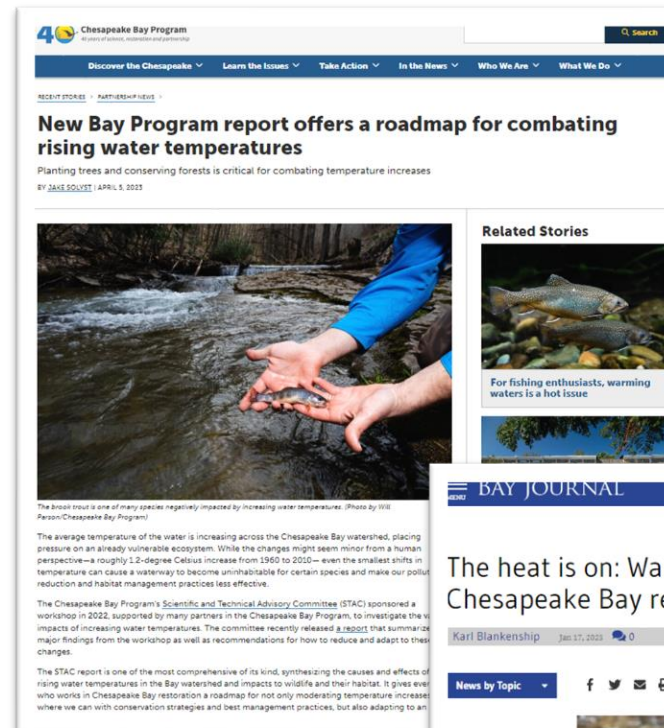 40
Chesapeake Bay Program
40 years of science, restoration and partnership
Search
Discover the Chesapeake
Learn the Issues
Take Action
In the News
Who We Are
What We Do
RECENT STORIES > PARTNERSHIP NEWS >
New Bay Program report offers a roadmap for combating
rising water temperatures
Planting trees and conserving forests is critical for combating temperature increases
BY JAKE SOLYST | APRIL 5, 2023
Related Stories
For fishing enthusiasts, warming
waters is a hot issue
The brook trout is one of many species negatively impacted by increasing water temperatures. (Photo by Will
Parson/Chesapeake Bay Program)
The average temperature of the water is increasing across the Chesapeake Bay watershed, placing
pressure on an already vulnerable ecosystem. While the changes might seem minor from a human
perspective—a roughly 1.2-degree Celsius increase from 1960 to 2010— even the smallest shifts in
temperature can cause a waterway to become uninhabitable for certain species and make our pollut
reduction and habitat management practices less effective.
The Chesapeake Bay Program's Scientific and Technical Advisory Committee (STAC) sponsored a
workshop in 2022, supported by many partners in the Chesapeake Bay Program, to investigate the va
impacts of increasing water temperatures. The committee recently released a report that summarize
major findings from the workshop as well as recommendations for how to reduce and adapt to thes
changes.
The STAC report is one of the most comprehensive of its kind, synthesizing the causes and effects of
rising water temperatures in the Bay watershed and impacts to wildlife and their habitat. It gives ever
who works in Chesapeake Bay restoration a roadmap for not only moderating temperature increases
where we can with conservation strategies and best management practices, but also adapting to an
MENU
BAY JOURNAL
The heat is on: Wa
Chesapeake Bay re
Karl Blankenship Jan 17, 2023 0
News by Topic